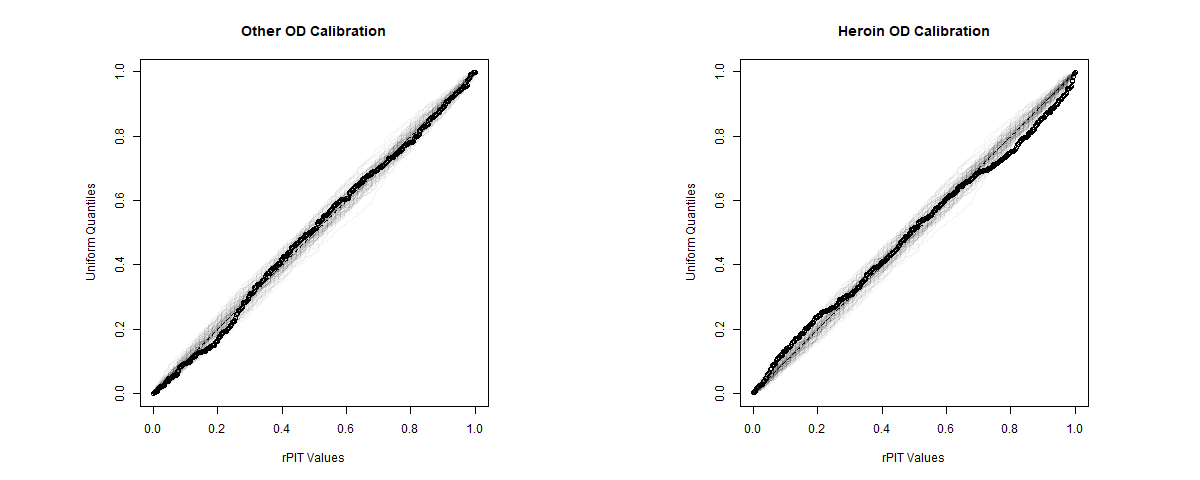 Other OD Calibration
1.0
0.8
0.6
0.4
0.2
0.0
Uniform Quantiles
0.0 0.2 0.4 0.6 0.8 1.0
rPIT Values
Heroin OD Calibration
1.0
0.8
0.6
0.4
0.2
0.0
Uniform Quantiles
0.0 0.2 0.4 0.6 0.8 1.0
rPIT Values